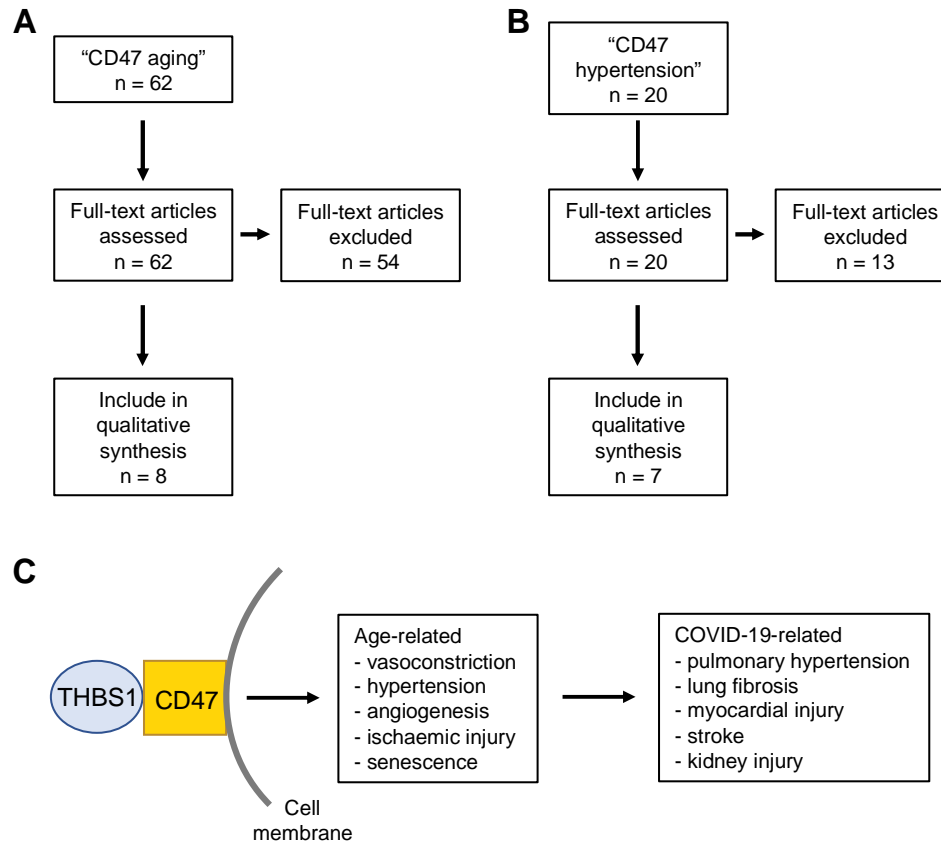 A
“CD47 aging”
n = 62
Full-text articles
assessed
n = 62
Full-text articles
excluded
n = 54
Include in
qualitative
synthesis
n = 8
B
“CD47
hypertension”
n = 20
Full-text articles
assessed
n = 20
Full-text articles
excluded
n = 13
Include in
qualitative
synthesis
n = 7
C
THBS1
CD47
Cell
membrane
Age-related
- vasoconstriction
- hypertension
- angiogenesis
- ischaemic injury
- senescence
COVID-19-related
- pulmonary hypertension
- lung fibrosis
- myocardial injury
- stroke
- kidney injury